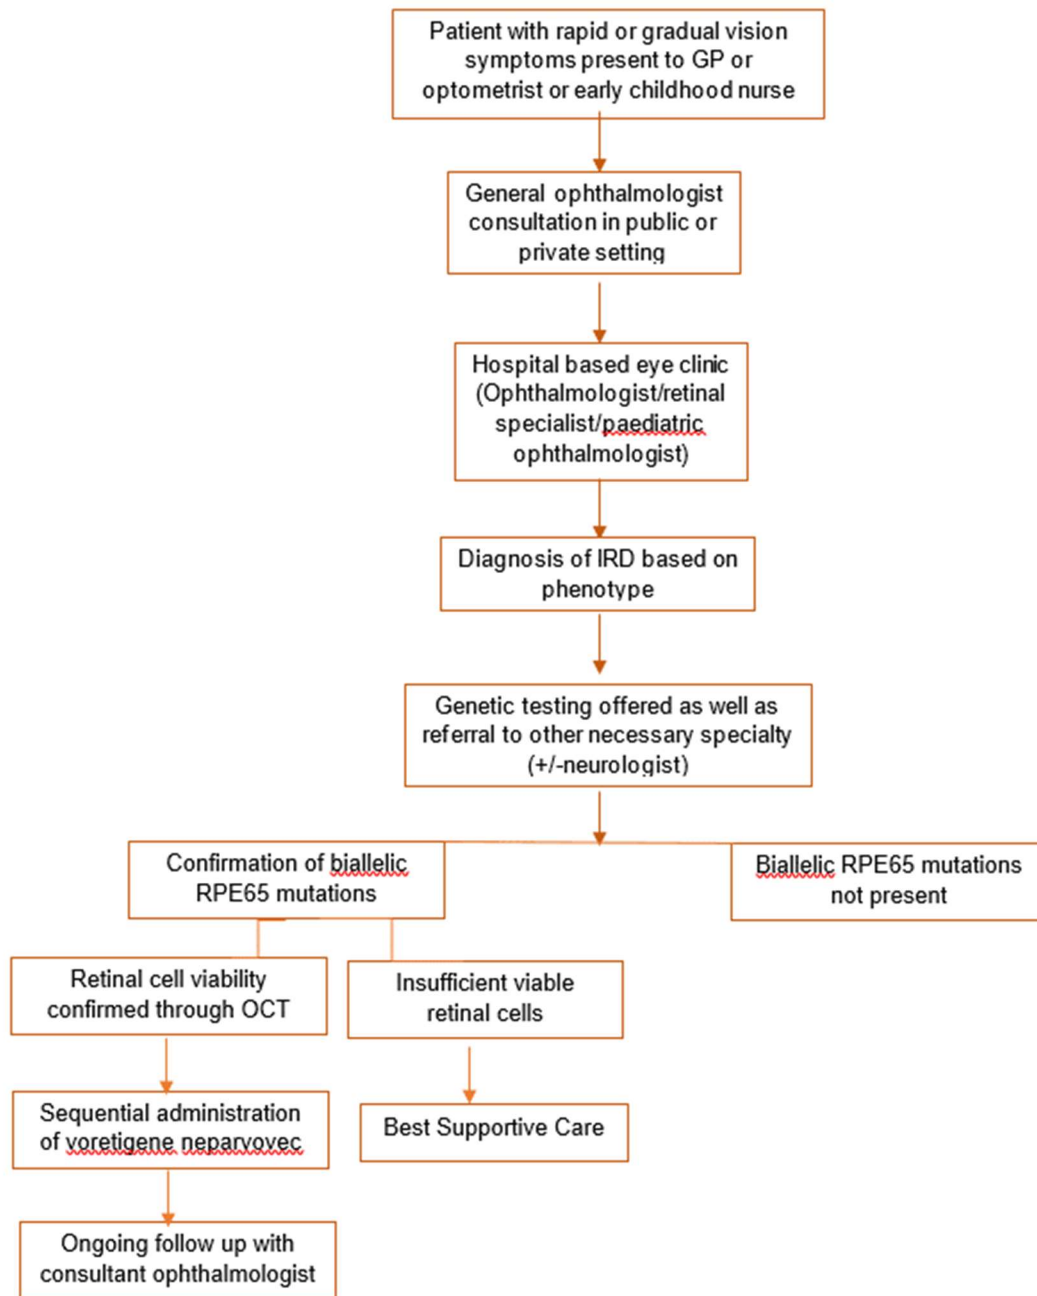 Patient with rapid or gradual vision
symptoms present to GP or
optometrist or early childhood nurse
General ophthalmologist
consultation in public or
private setting
Hospital based eye clinic
(Ophthalmologist/retinal
specialist/paediatric
ophthalmologist)
Diagnosis of IRD based on
phenotype
Genetic testing offered as well as
referral to other necessary specialty
(+/-neurologist)
Confirmation of biallelic
RPE65 mutations
Biallelic RPE65 mutations
not present
Retinal cell viability
confirmed through OCT
Insufficient viable
retinal cells
Sequential administration
of voretigene neparvovec
Best Supportive Care
Ongoing follow up with
consultant ophthalmologist